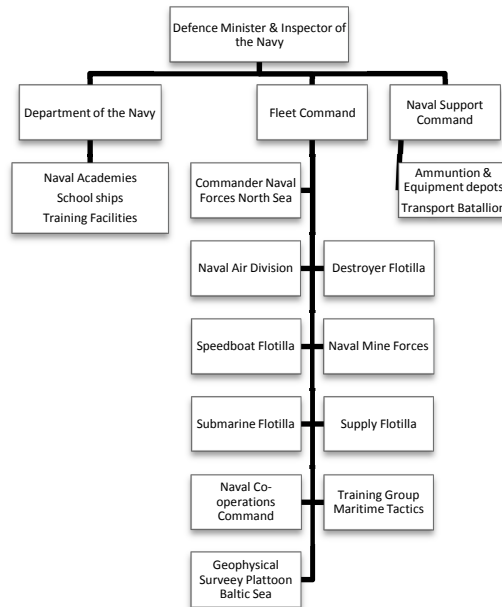 Defence Minister & Inspector of
the Navy
Department of the Navy
Fleet Command
Naval Support
Command
Naval Academies
School ships
Training Facilities
Ammuntion &
Equipment depots
Transport Batallion
Commander Naval
Forces North Sea
Naval Air Division
Destroyer Flotilla
Speedboat Flotilla
Naval Mine Forces
Submarine Flotilla
Supply Flotilla
Naval Co-
operations
Command
Training Group
Maritime Tactics
Geophysical
Surveey Plattoon
Baltic Sea